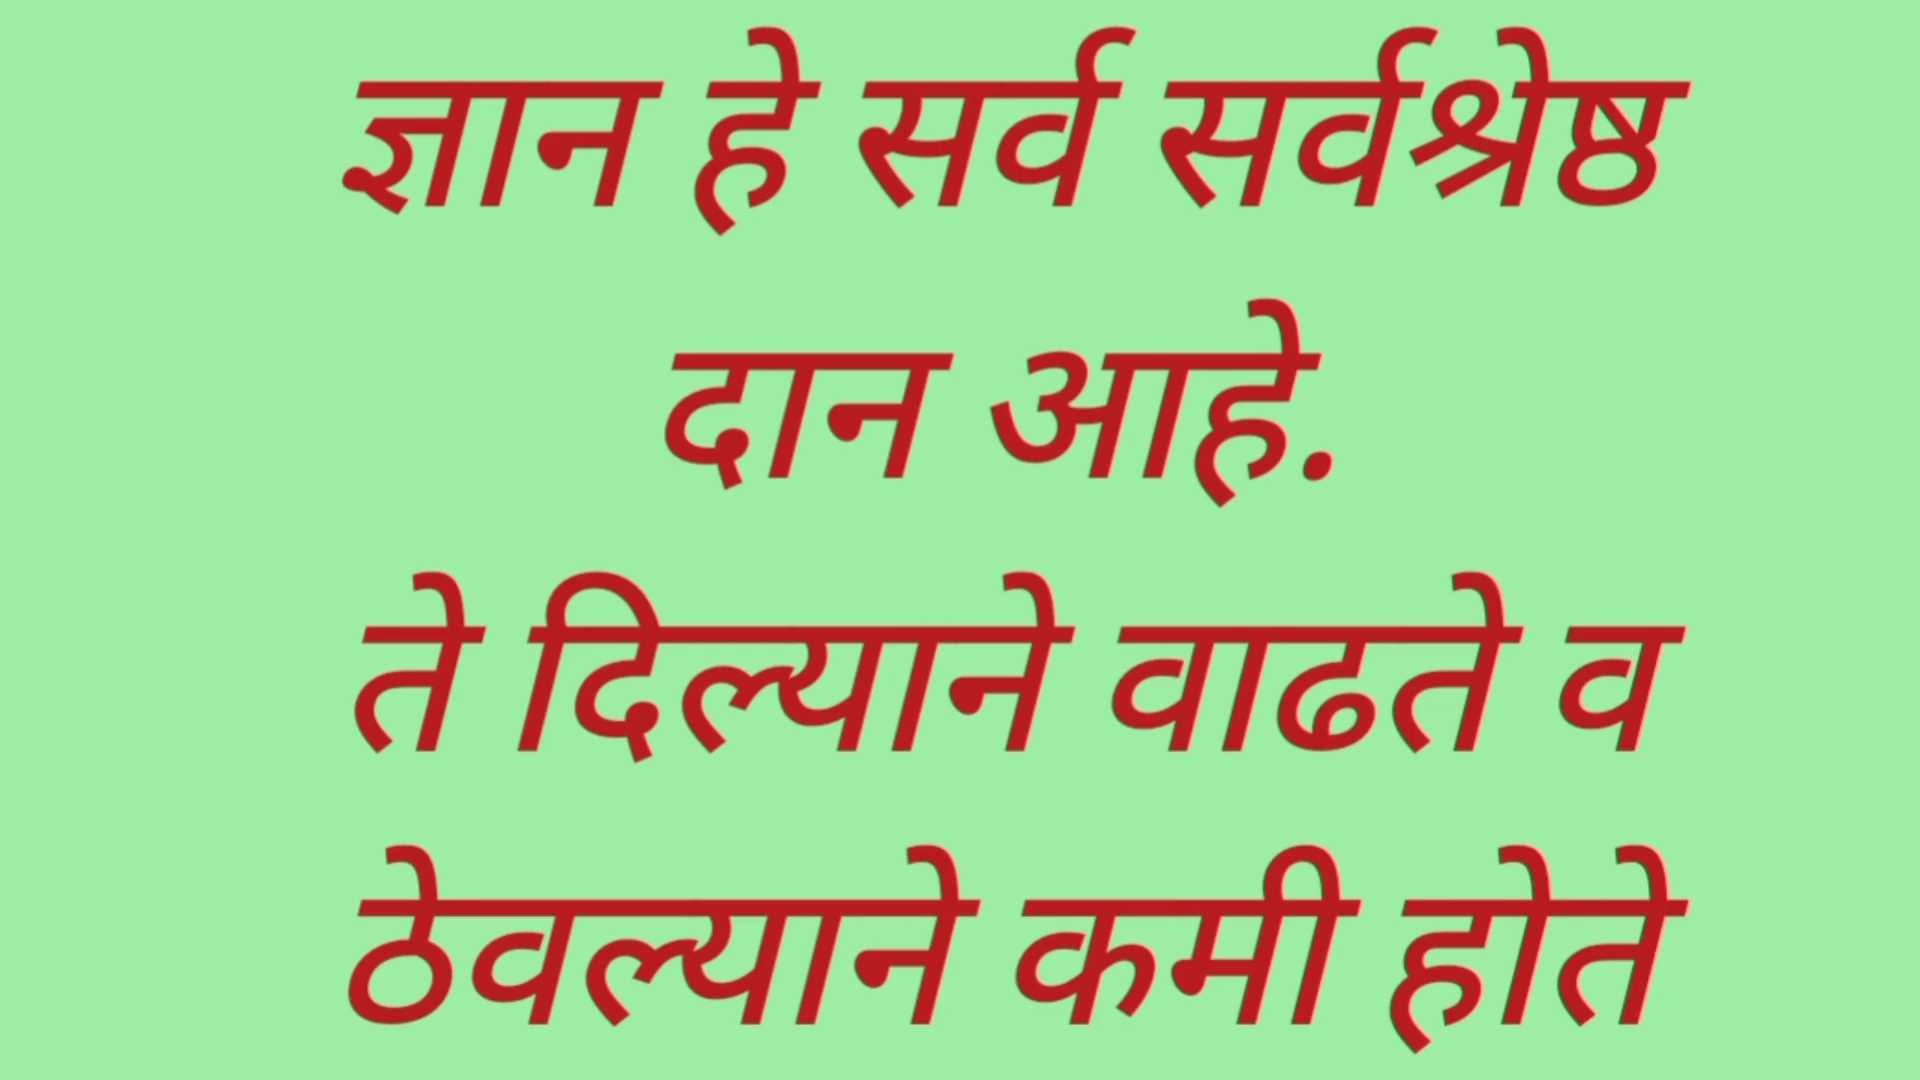 ज्ञान हे सर्व सर्वश्रेष्ठ
दान आहे.
ते दिल्याने वाढते व
ठेवल्याने कमी होते